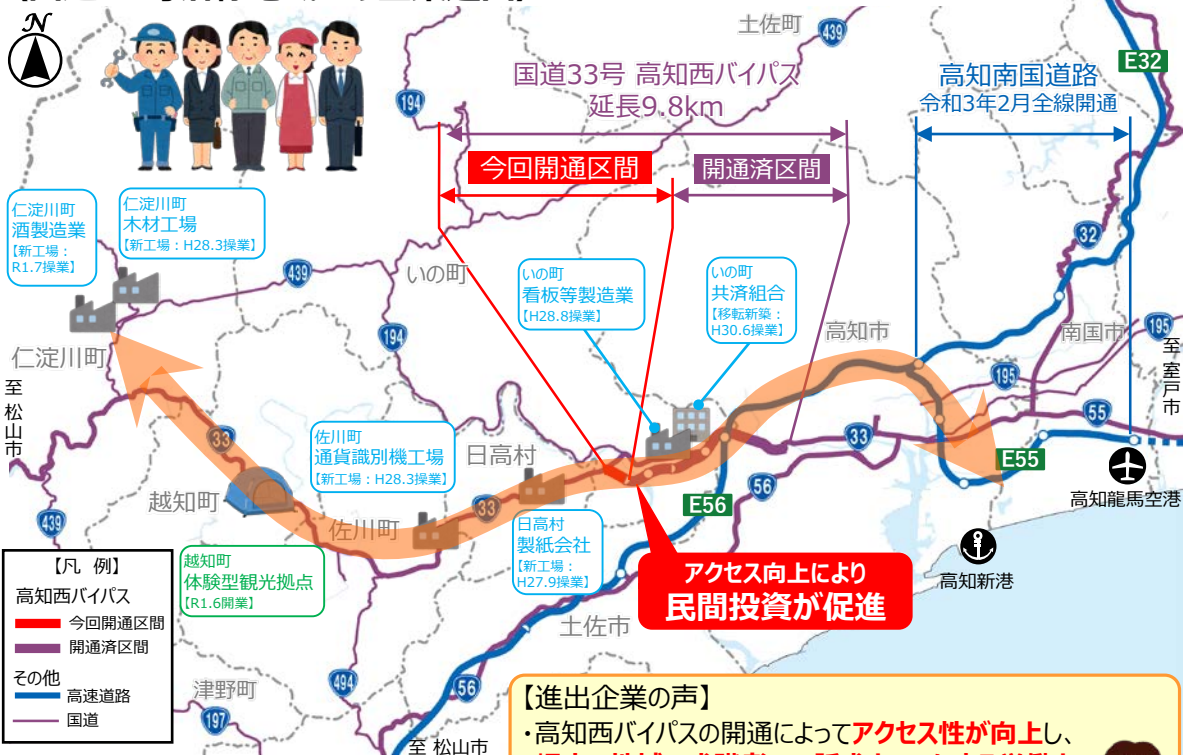 N
土佐町
439
E32
国道33号 高知西バイパス
延長9.8km
高知南国道路
令和3年2月全線開通
194
今回開通区間
開通済区間
仁淀川町
酒製造業
【新工場：
R1.7操業】
仁淀川町
木材工場
【新工場：H28.3操業】
32
439
いの町
いの町
看板等製造業
【H28.8操業】
いの町
共済組合
【移転新築：
H30.6操業】
高知市
南国市
195
至 室戸市
194
仁淀川町
至 松山市
195
55
33
佐川町
通貨識別機工場
【新工場：H28.3操業】
日高村
33
E55
高知龍馬空港
越知町
33
E56
56
439
佐川町
日高村
製紙会社
【新工場：
H27.9操業】
高知新港
越知町
体験型観光拠点
【R1.6開業】
アクセス向上により
民間投資が促進
【凡 例】
高知西バイパス
今回開通区間
開通済区間
その他
高速道路
国道
土佐市
津野町
494
56
197
至 松山市
【進出企業の声】
・高知西バイパスの開通によってアクセス性が向上し、